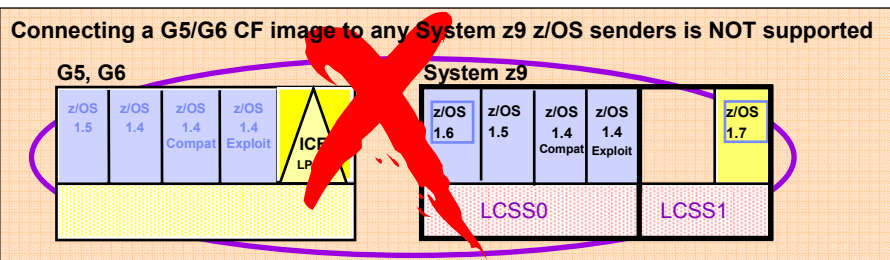 Connecting a G5/G6 CF image to any System z9 z/OS senders is NOT supported
G5, G6
System z9
z/OS z/OS z/OS z/OS
1.5 1.4 1.4 1.4
Compat Exploit
ICF
z/OS z/OS z/OS z/OS z/OS
1.6 1.5 1.4 1.4 1.7
Compat Exploit
LCSS0 LCSS1